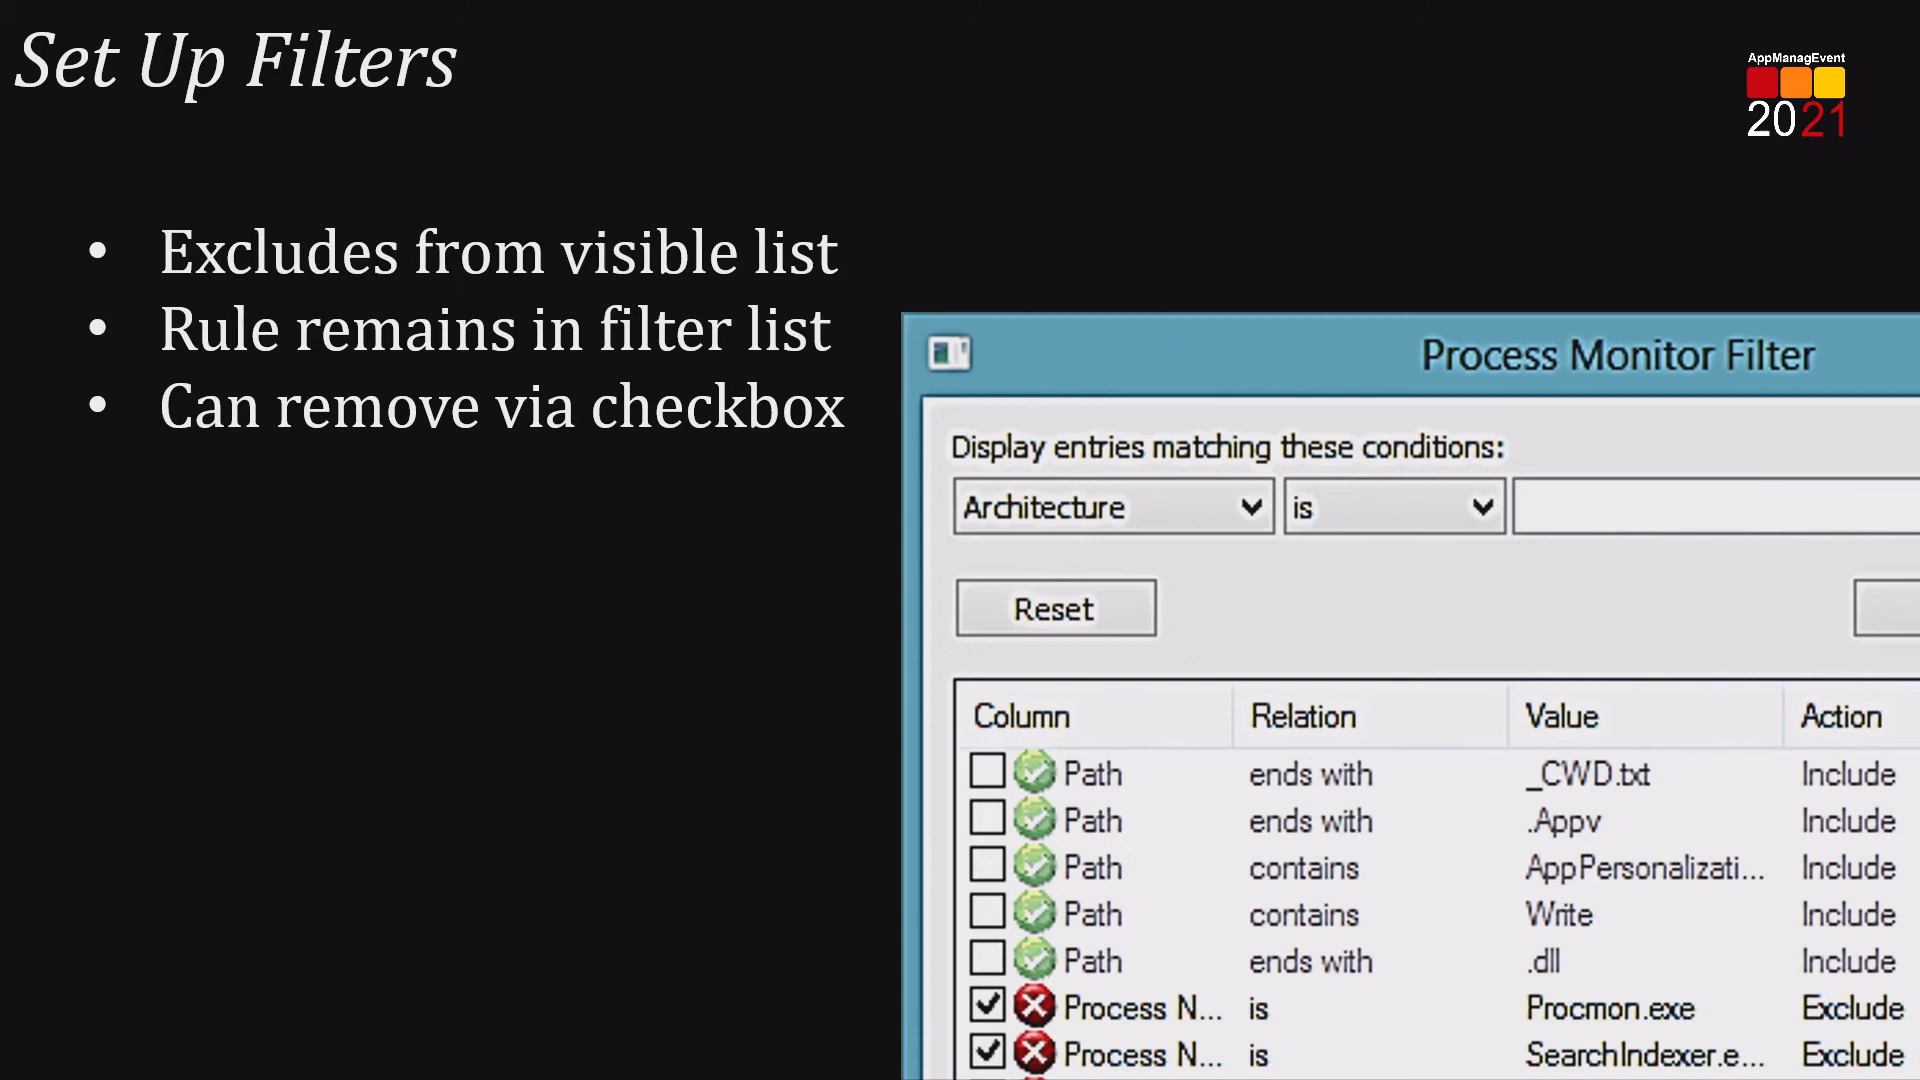 Set Up Filters
AppManagEvent
2021
• Excludes from visible list
• Rule remains in filter list
• Can remove via checkbox
Process Monitor Filter
Display entries matching these conditions:
Architecture is
Reset
Column Relation Value Action
Path ends with _CWD.txt Include
Path ends with .Appv Include
Path contains AppPersonalizati... Include
Path contains Write Include
Path ends with .dll Include
Process N... is Procmon.exe Exclude
Process N... is SearchIndexer.e... Exclude